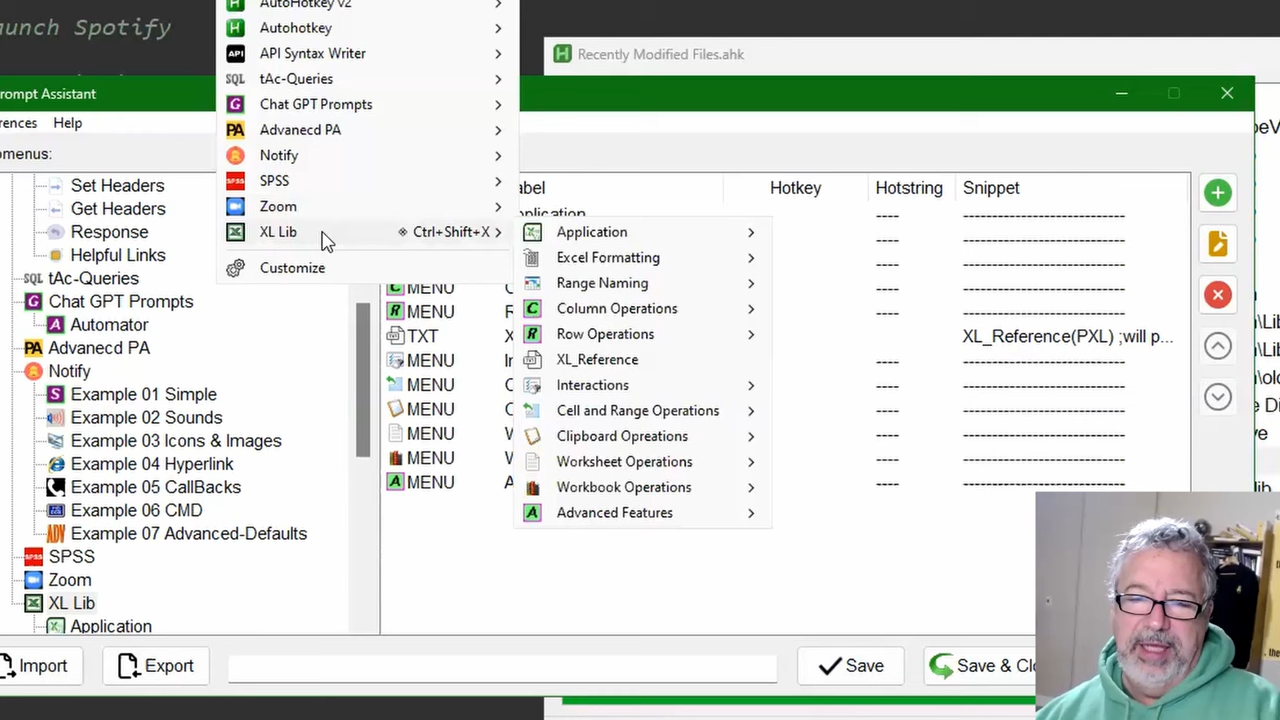 aunch Spotify
AutoHotkey v2
Autohotkey
API Syntax Writer
tAc-Queries
Chat GPT Prompts
Advanecd PA
Notify
SPSS
Zoom
XL Lib Ctrl+Shift+X
Customize
Recently Modified Files.ahk
rompt Assistant
rences Help
omenus:
Set Headers
Get Headers
Response
Helpful Links
tAc-Queries
Chat GPT Prompts
Automator
Advanecd PA
Notify
Example 01 Simple
Example 02 Sounds
Example 03 Icons & Images
Example 04 Hyperlink
Example 05 CallBacks
Example 06 CMD
Example 07 Advanced-Defaults
SPSS
Zoom
XL Lib
Application
abel Hotkey Hotstring Snippet
Application
Excel Formatting
Range Naming
Column Operations
Row Operations
XL_Reference
Interactions
Cell and Range Operations
Clipboard Opreations
Worksheet Operations
Workbook Operations
Advanced Features
MENU
MENU
TXT X XL_Reference(PXL) ;will p...
MENU
MENU
MENU
MENU
MENU
MENU
Import Export Save Save & Clo